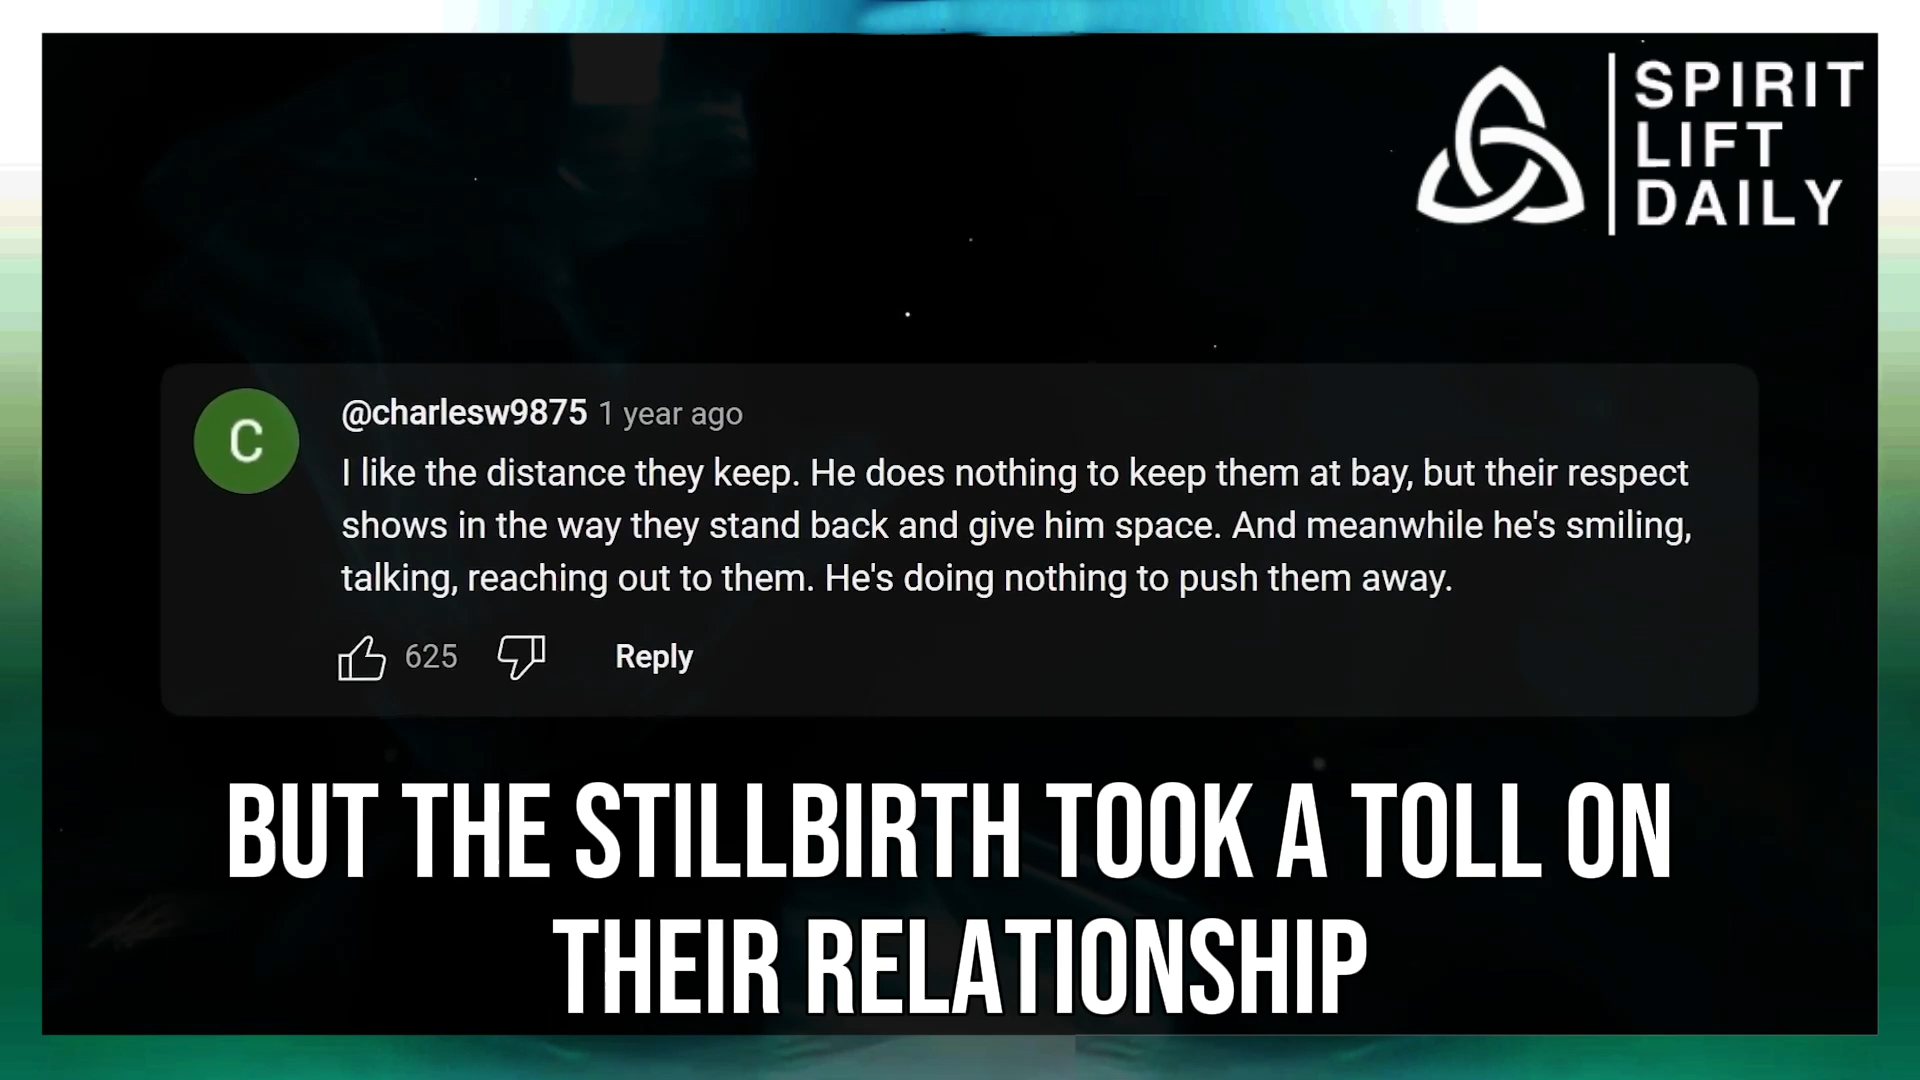 SPIRIT
LIFT
DAILY
C
@charlesw9875 1 year ago
I like the distance they keep. He does nothing to keep them at bay, but their respect
shows in the way they stand back and give him space. And meanwhile he's smiling,
talking, reaching out to them. He's doing nothing to push them away.
625 Reply
BUT THE STILLBIRTH TOOK A TOLL ON
THEIR RELATIONSHIP